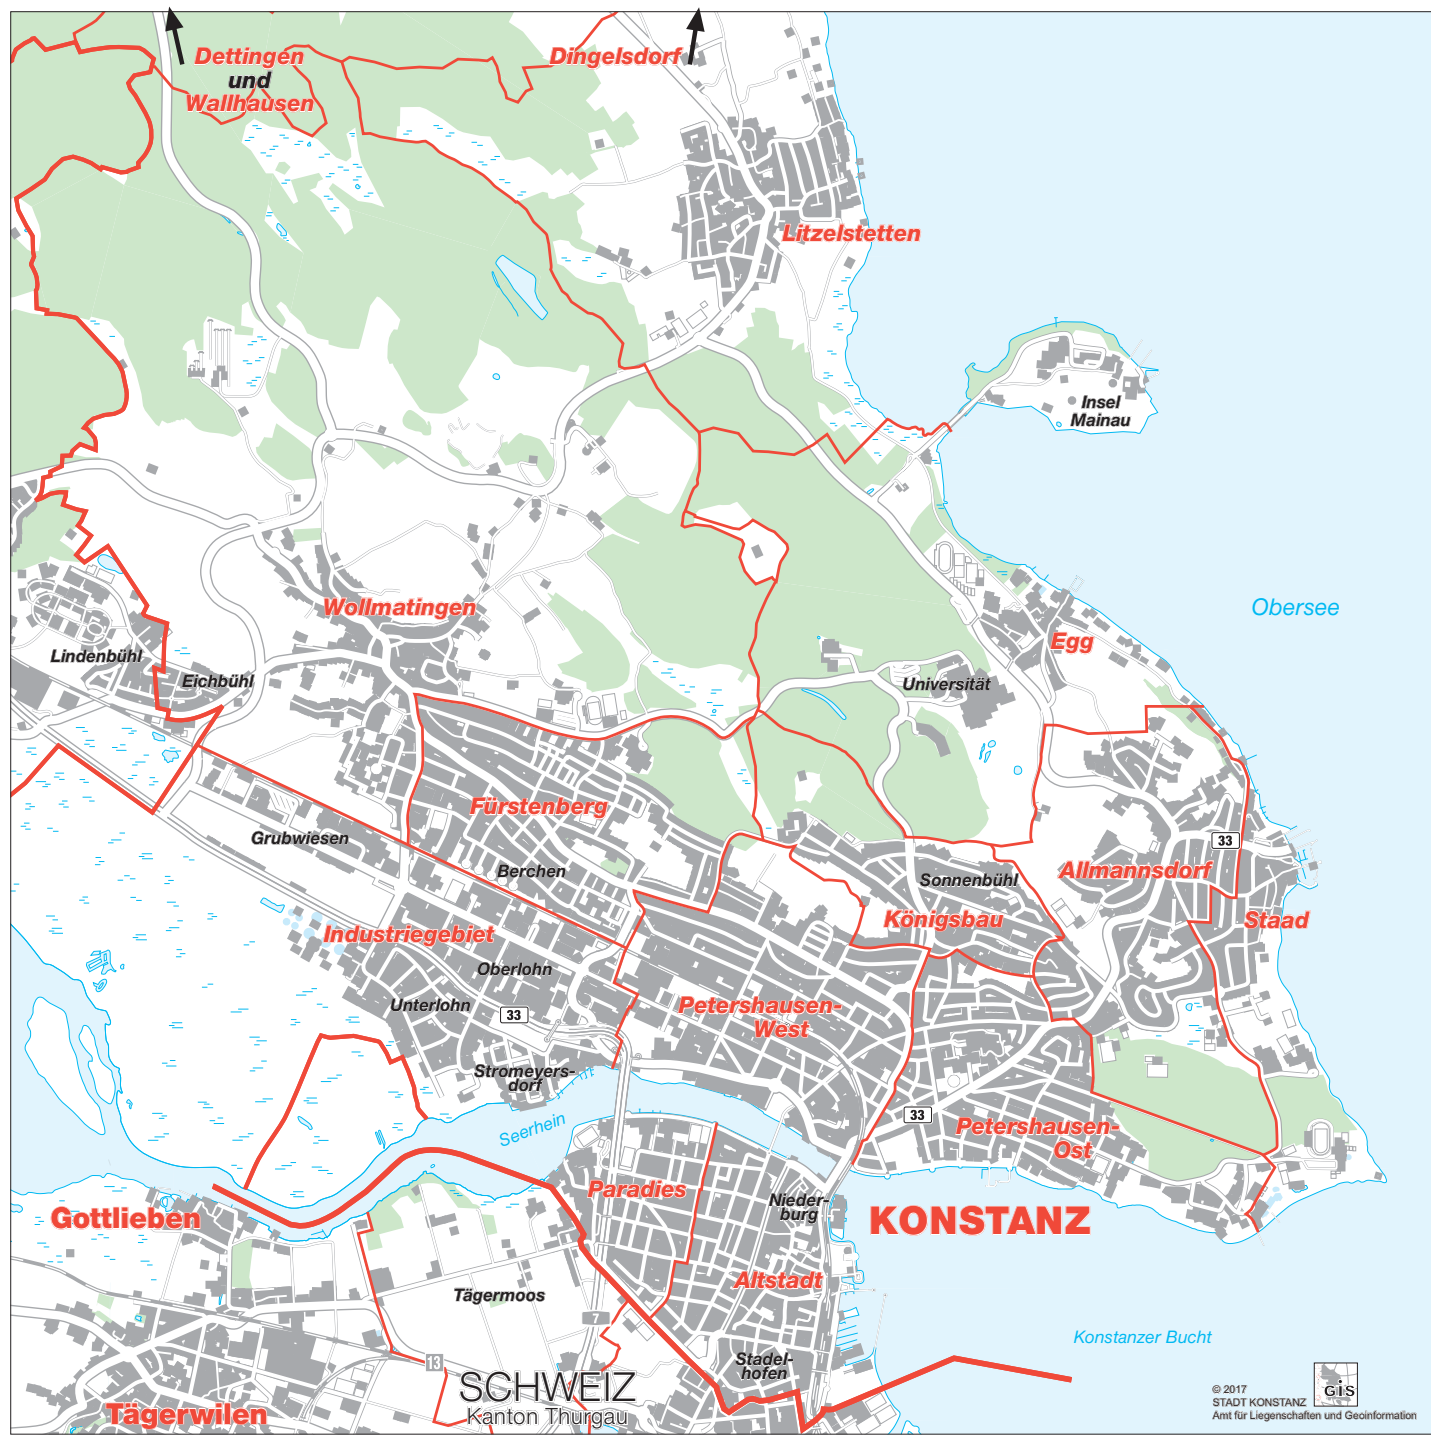 Dettingen
und
Wallhausen
Dingelsdorf
Litzelstetten
Insel
Mainau
Obersee
Wollmatingen
Egg
Lindenbühl
Eichbühl
Universität
Fürstenberg
Grubwiesen
33
Berchen
Allmannsdorf
Sonnenbühl
Königsbau
Staad
Industriegebiet
Oberlohn
Unterlohn
33
Petershausen-
West
Stromeyers-
dorf
33
Seerhein
Petershausen-
Ost
Paradies
Nieder-
burg
Gottlieben
KONSTANZ
Altstadt
Tägermoos
7
Konstanzer Bucht
13
Stadel-
hofen
SCHWEIZ
Kanton Thurgau
Tägerwilen
© 2017
STADT KONSTANZ
Amt für Liegenschaften und Geoinformation
GIS